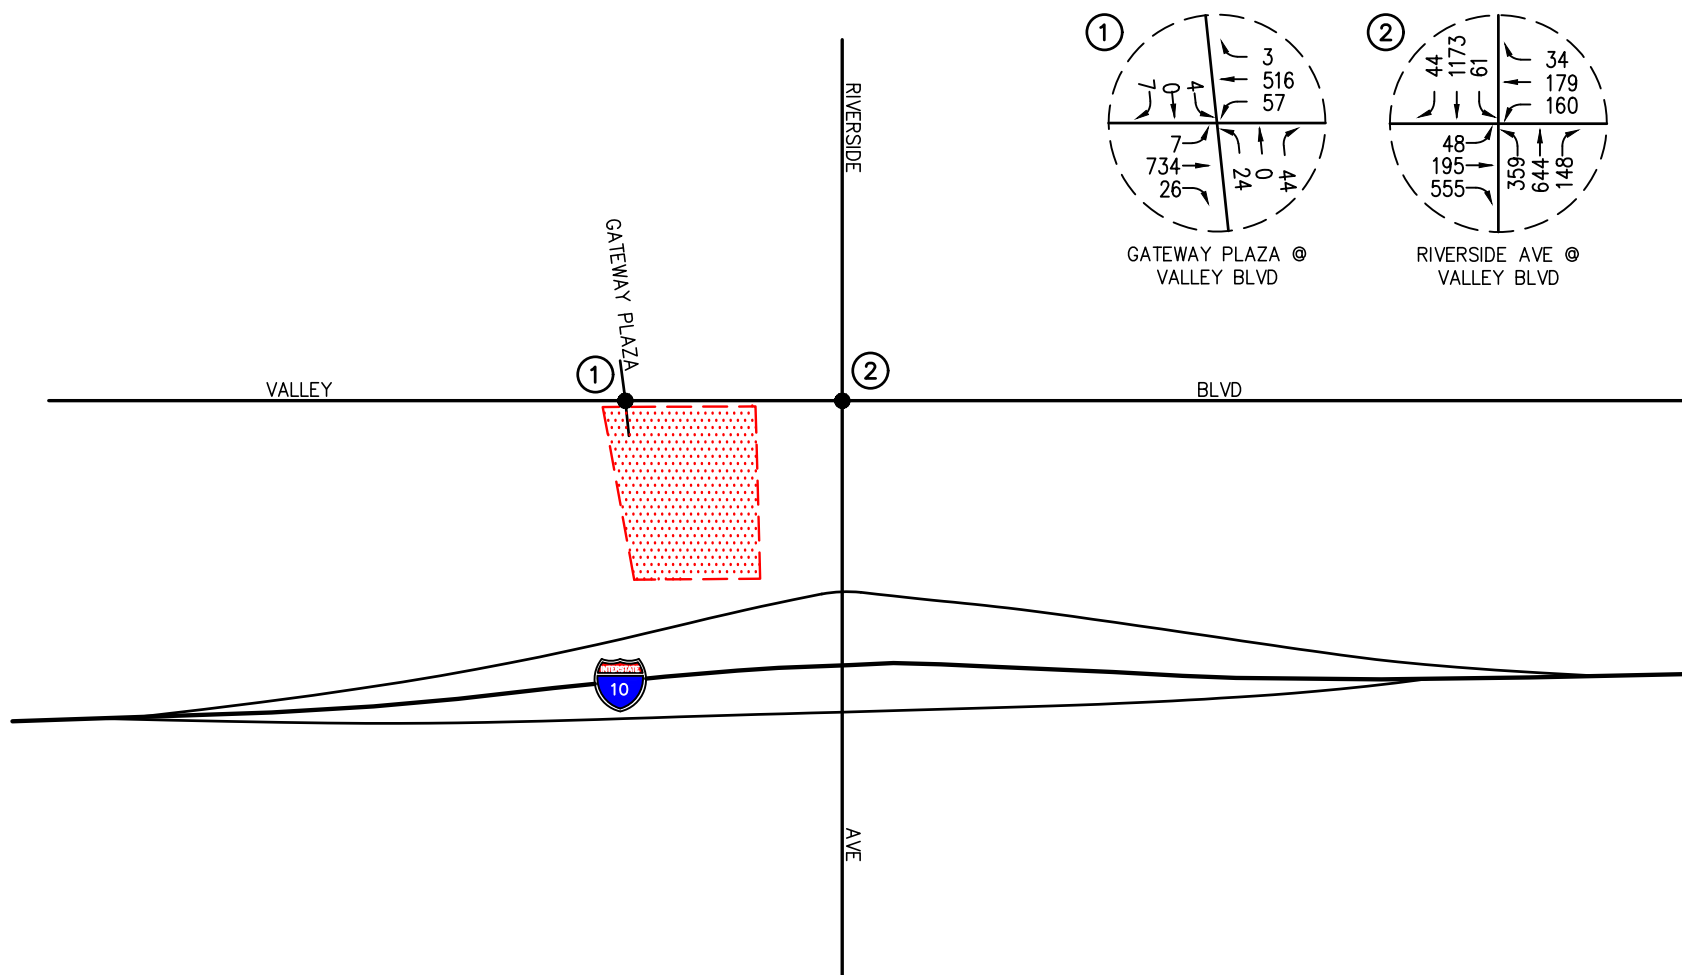 1
3
516
57
7
0
4
7
734
26
24
0
44
GATEWAY PLAZA @
VALLEY BLVD
2
44
1173
61
34
179
160
48
195
555
359
644
148
RIVERSIDE AVE @
VALLEY BLVD
RIVERSIDE
GATEWAY PLAZA
1
2
VALLEY
BLVD
INTERSTATE
10
AVE